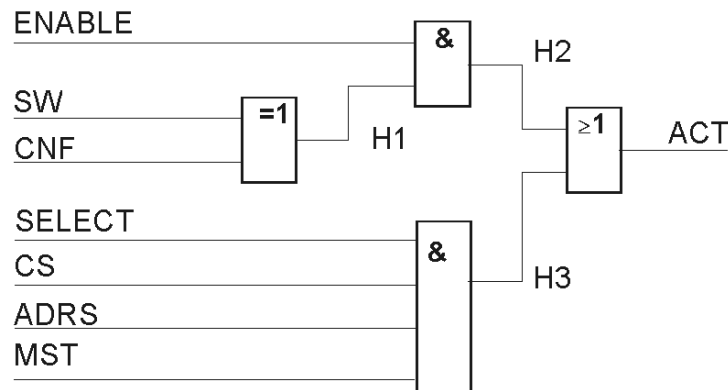 ENABLE
&
H2
SW
=1
CNF
H1
≥1
ACT
SELECT
&
CS
H3
ADRS
MST